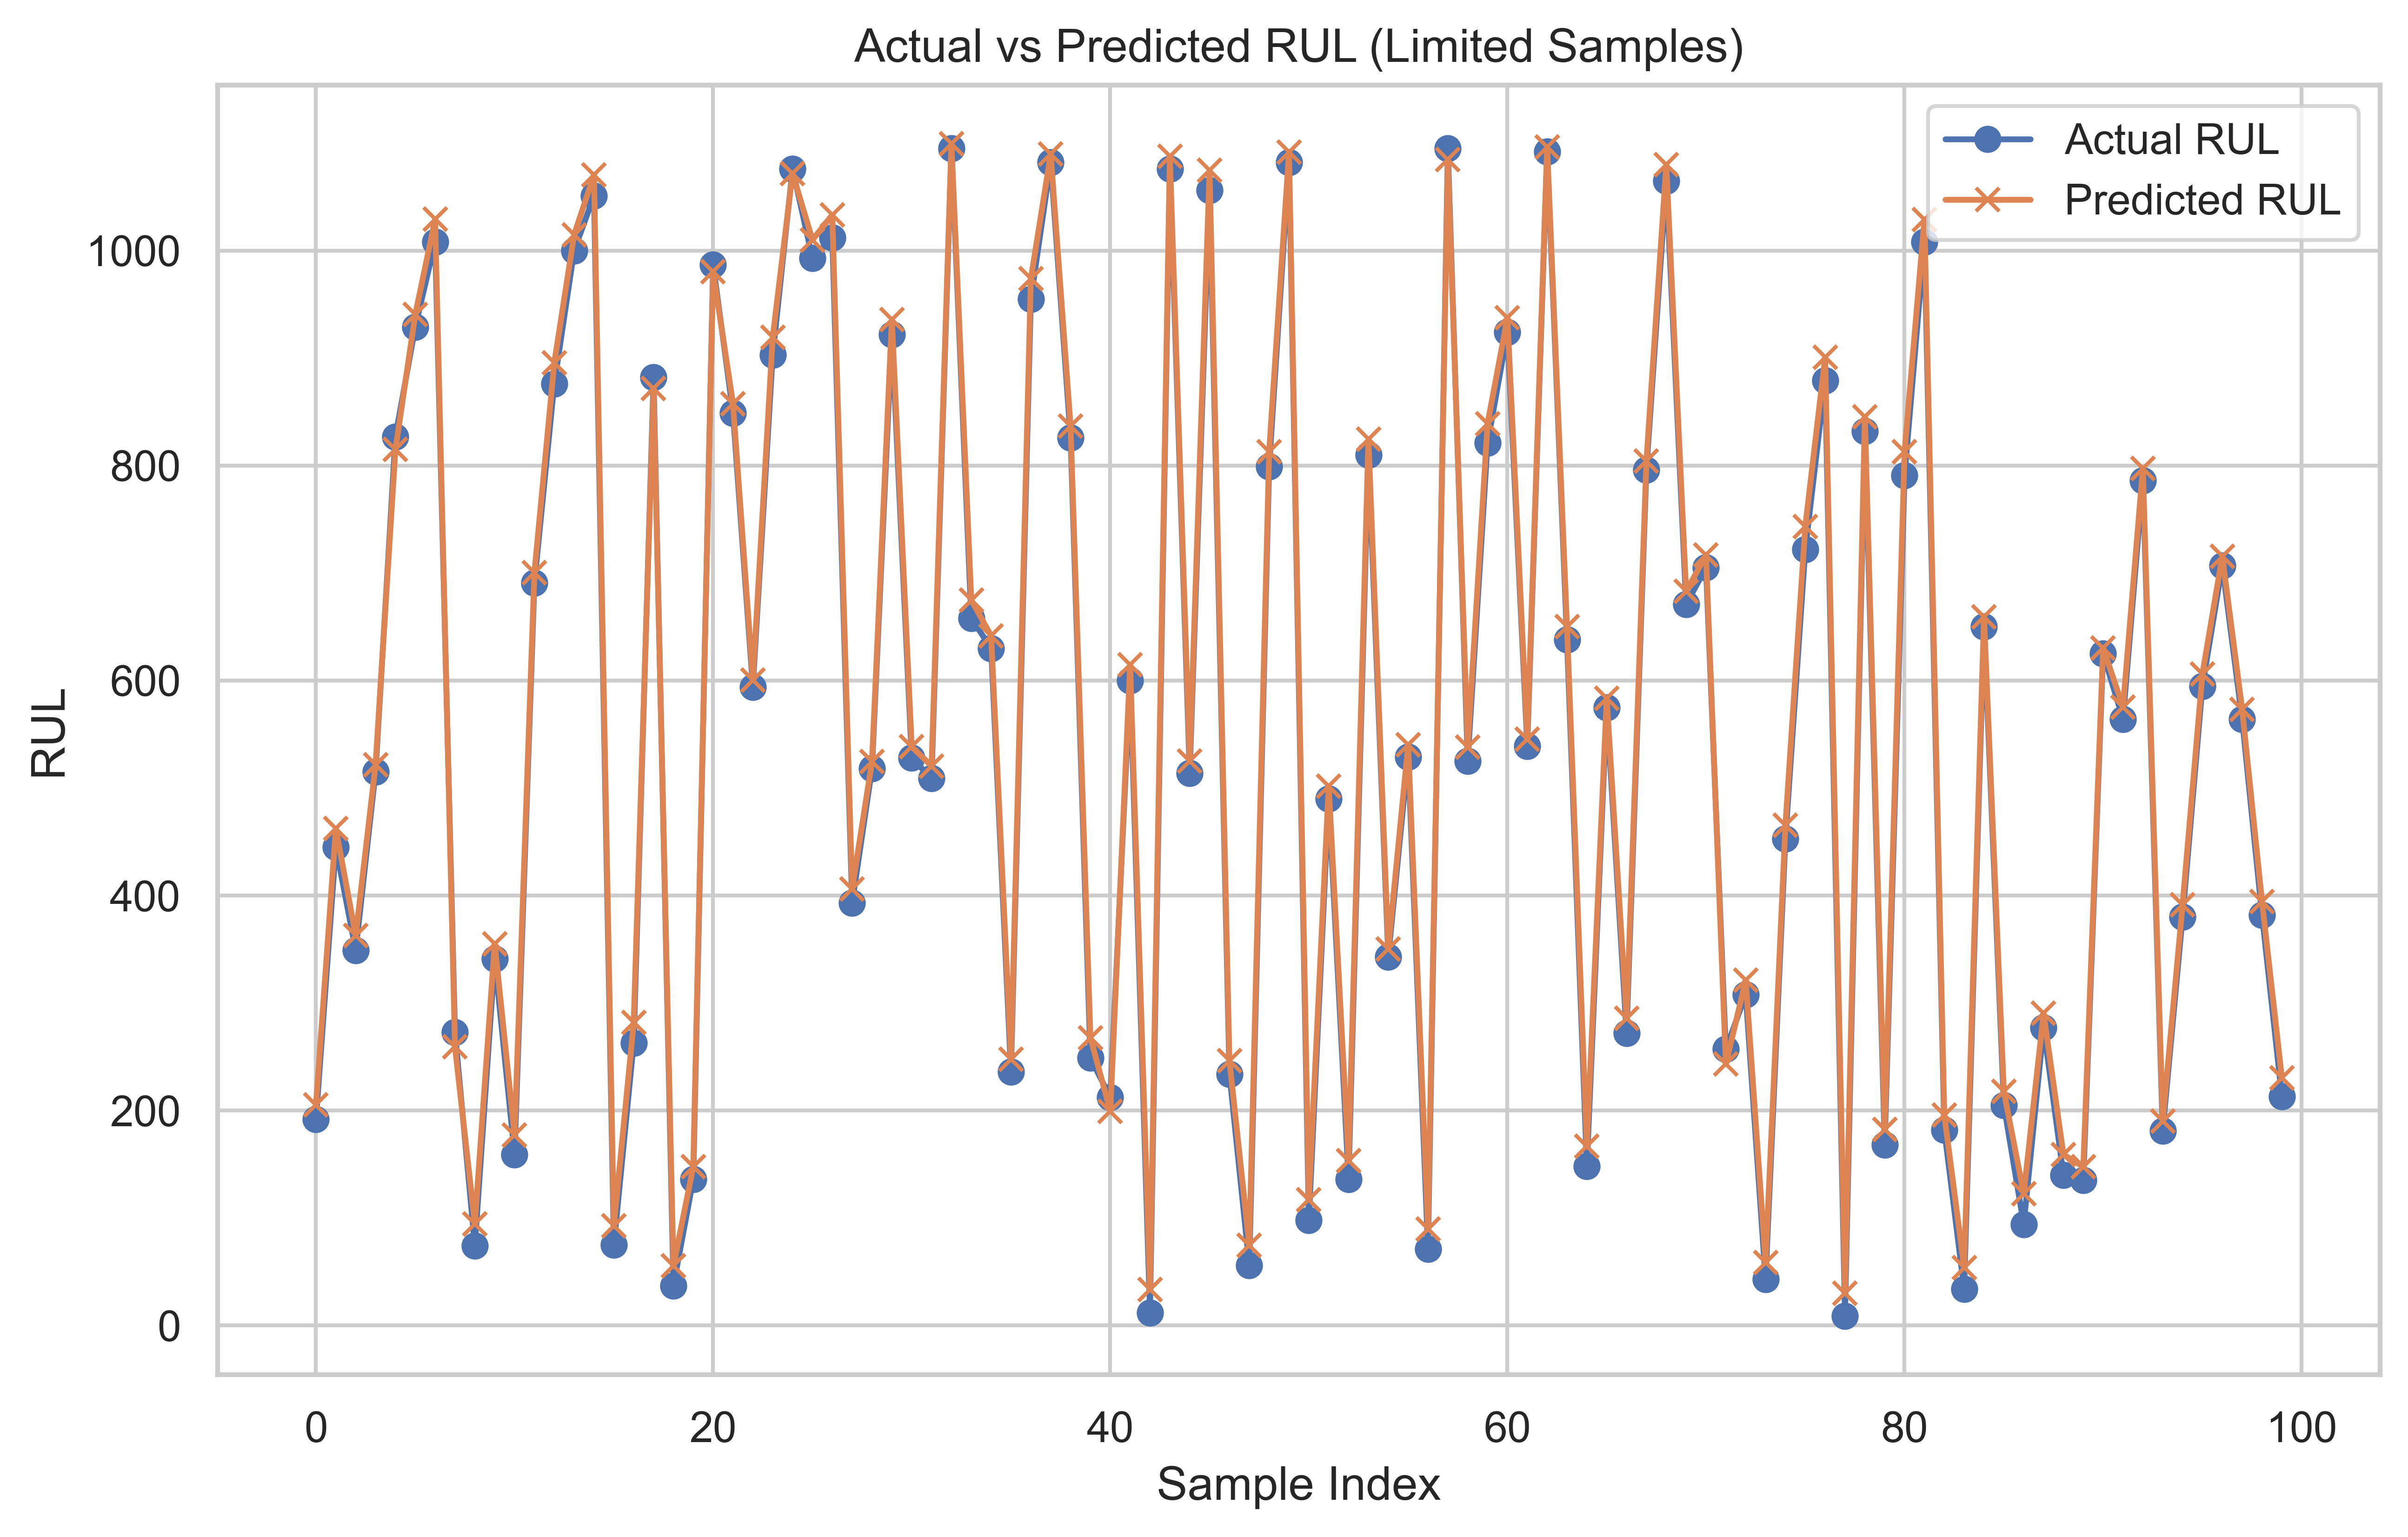 Actual vs Predicted RUL (Limited Samples)
Actual RUL
Predicted RUL
RUL
1000
800
600
400
200
0
0 20 40 60 80 100
Sample Index